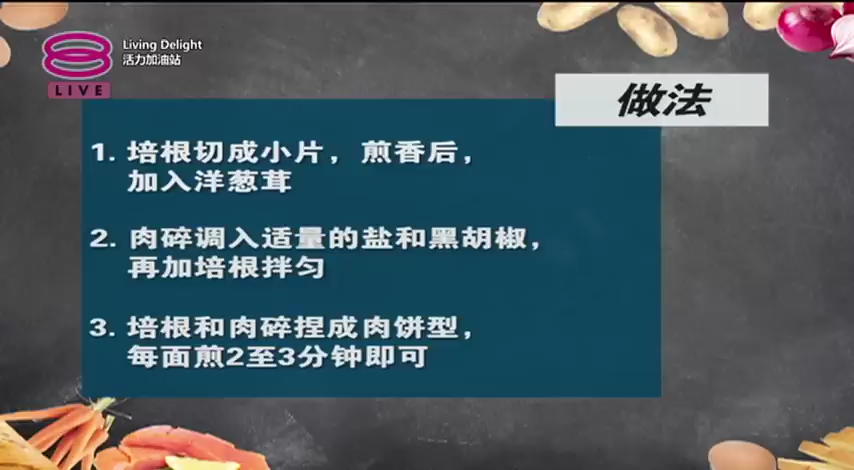 Living Delight
活力加油站
LIVE
做法
1. 培根切成小片，煎香后，
加入洋葱茸
2. 肉碎调入适量的盐和黑胡椒，
再加培根拌匀
3. 培根和肉碎捏成肉饼型，
每面煎2至3分钟即可